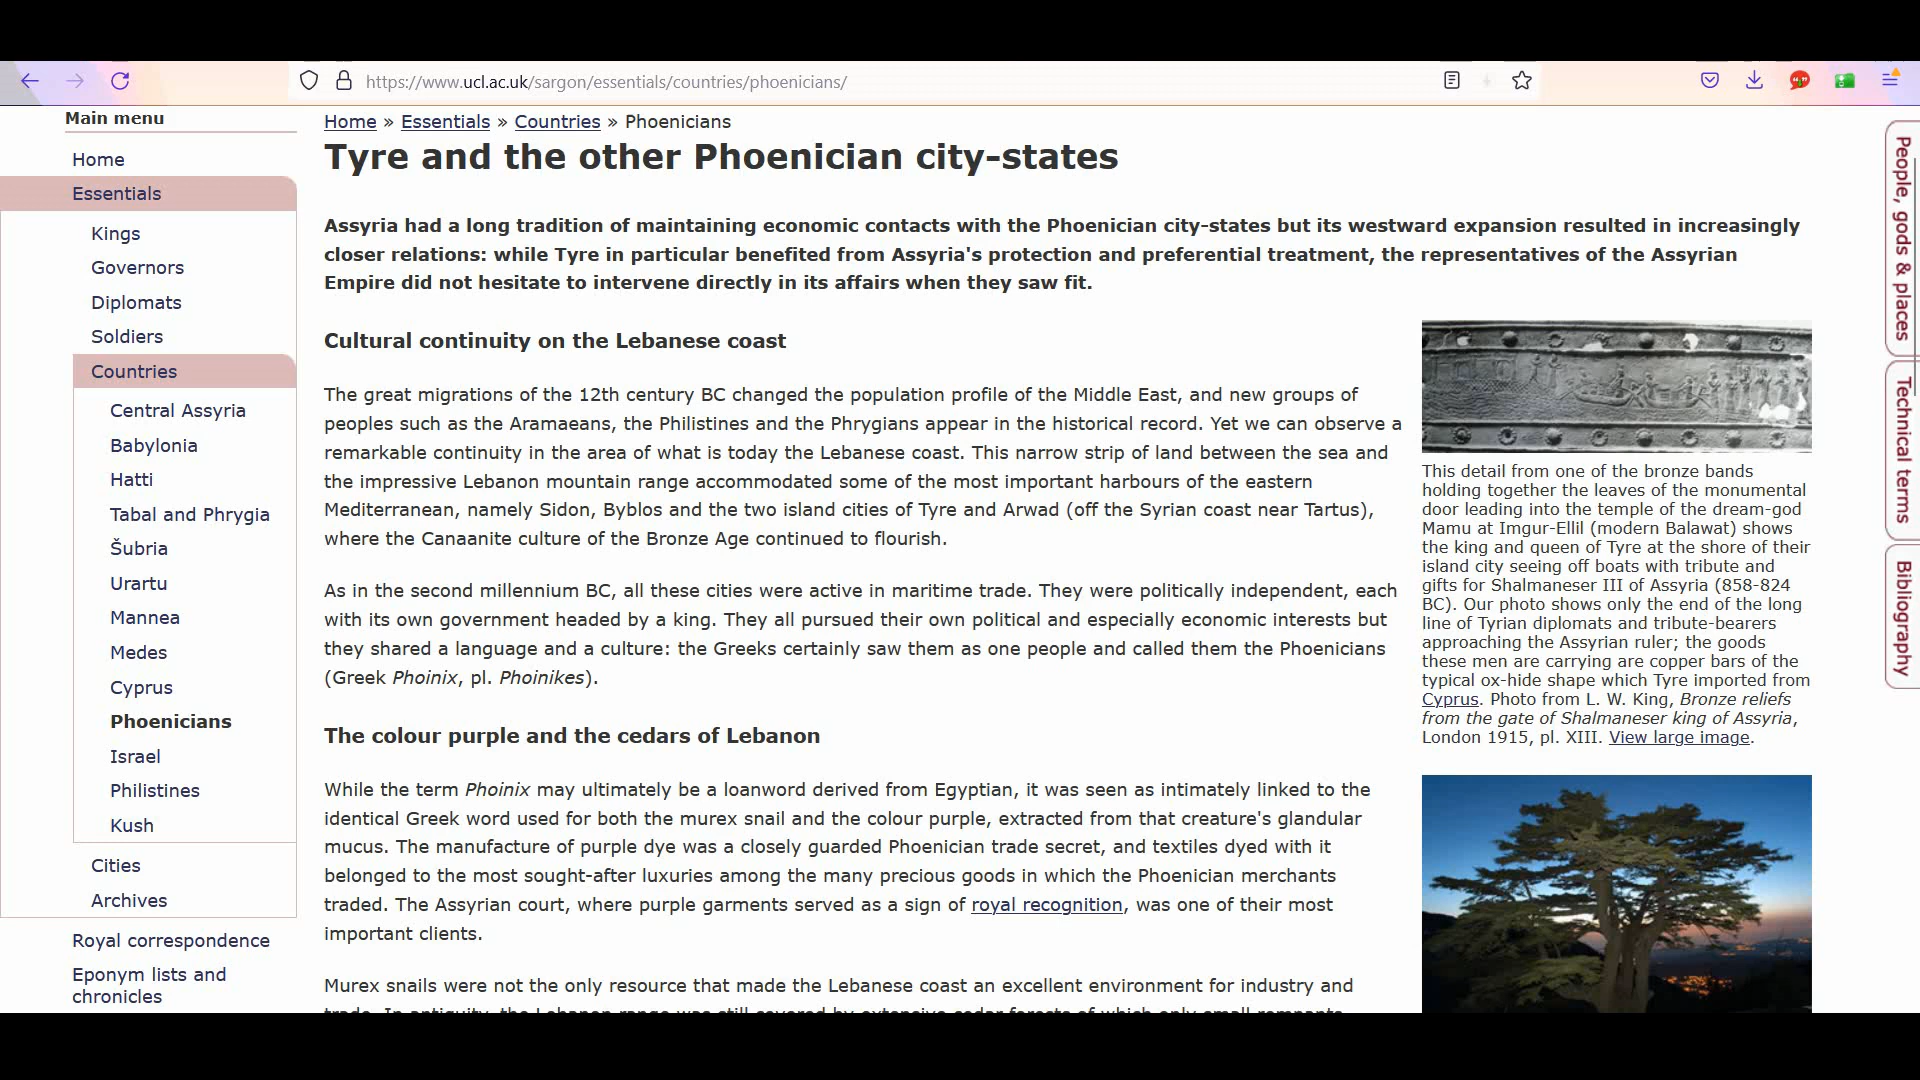 https://www.ucl.ac.uk/sargon/essentials/countries/phoenicians/
Main menu
Home
Essentials
Kings
Governors
Diplomats
Soldiers
Countries
Central Assyria
Babylonia
Hatti
Tabal and Phrygia
Šubria
Urartu
Mannea
Medes
Cyprus
Phoenicians
Israel
Philistines
Kush
Cities
Archives
Royal correspondence
Eponym lists and
chronicles
Home » Essentials » Countries » Phoenicians
Tyre and the other Phoenician city-states
Assyria had a long tradition of maintaining economic contacts with the Phoenician city-states but its westward expansion resulted in increasingly
closer relations: while Tyre in particular benefited from Assyria's protection and preferential treatment, the representatives of the Assyrian
Empire did not hesitate to intervene directly in its affairs when they saw fit.
Cultural continuity on the Lebanese coast
The great migrations of the 12th century BC changed the population profile of the Middle East, and new groups of
peoples such as the Aramaeans, the Philistines and the Phrygians appear in the historical record. Yet we can observe a
remarkable continuity in the area of what is today the Lebanese coast. This narrow strip of land between the sea and
the impressive Lebanon mountain range accommodated some of the most important harbours of the eastern
Mediterranean, namely Sidon, Byblos and the two island cities of Tyre and Arwad (off the Syrian coast near Tartus),
where the Canaanite culture of the Bronze Age continued to flourish.
As in the second millennium BC, all these cities were active in maritime trade. They were politically independent, each
with its own government headed by a king. They all pursued their own political and especially economic interests but
they shared a language and a culture: the Greeks certainly saw them as one people and called them the Phoenicians
(Greek Phoinix, pl. Phoinikes).
The colour purple and the cedars of Lebanon
While the term Phoinix may ultimately be a loanword derived from Egyptian, it was seen as intimately linked to the
identical Greek word used for both the murex snail and the colour purple, extracted from that creature's glandular
mucus. The manufacture of purple dye was a closely guarded Phoenician trade secret, and textiles dyed with it
belonged to the most sought-after luxuries among the many precious goods in which the Phoenician merchants
traded. The Assyrian court, where purple garments served as a sign of royal recognition, was one of their most
important clients.
Murex snails were not the only resource that made the Lebanese coast an excellent environment for industry and
trade. In antiquity, the Lebanon range was still covered by extensive cedar forests of which only small remnants
This detail from one of the bronze bands
holding together the leaves of the monumental
door leading into the temple of the dream-god
Mamu at Imgur-Ellil (modern Balawat) shows
the king and queen of Tyre at the shore of their
island city seeing off boats with tribute and
gifts for Shalmaneser III of Assyria (858-824
BC). Our photo shows only the end of the long
line of Tyrian diplomats and tribute-bearers
approaching the Assyrian ruler; the goods
these men are carrying are copper bars of the
typical ox-hide shape which Tyre imported from
Cyprus. Photo from L. W. King, Bronze reliefs
from the gate of Shalmaneser king of Assyria,
London 1915, pl. XIII. View large image.
People, gods & places
Technical terms
Bibliography